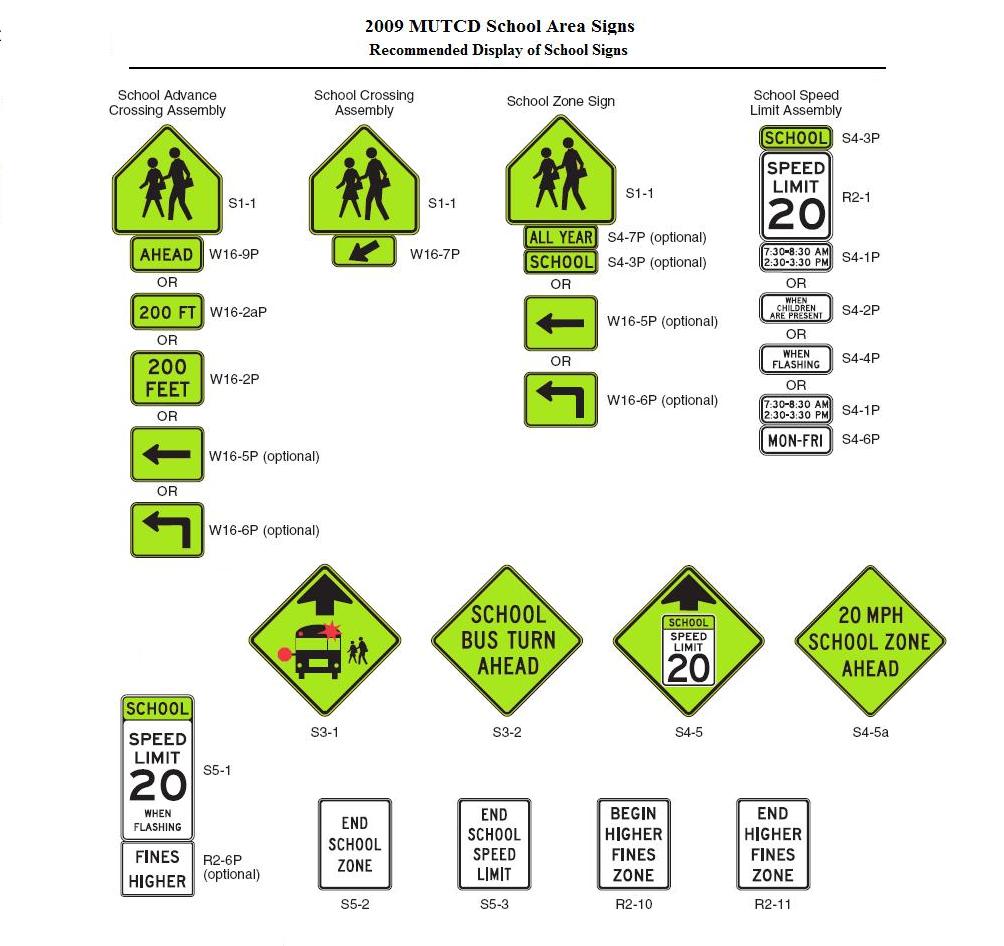 2009 MUTCD School Area Signs
Recommended Display of School Signs
School Advance
Crossing Assembly
S1-1
AHEAD
W16-9P
OR
200 FT
W16-2aP
OR
200
FEET
W16-2P
OR
W16-5P (optional)
OR
W16-6P (optional)
School Crossing
Assembly
S1-1
W16-7P
School Zone Sign
S1-1
ALL YEAR
S4-7P (optional)
SCHOOL
S4-3P (optional)
OR
W16-5P (optional)
OR
W16-6P (optional)
School Speed
Limit Assembly
SCHOOL
S4-3P
SPEED
LIMIT
20
R2-1
7:30-8:30 AM
2:30-3:30 PM
S4-1P
OR
WHEN
CHILDREN
ARE PRESENT
S4-2P
OR
WHEN
FLASHING
S4-4P
OR
7:30-8:30 AM
2:30-3:30 PM
S4-1P
MON-FRI
S4-6P
S3-1
SCHOOL
BUS TURN
AHEAD
S3-2
SCHOOL
SPEED
LIMIT
20
S4-5
20 MPH
SCHOOL ZONE
AHEAD
S4-5a
SCHOOL
SPEED
LIMIT
20
WHEN
FLASHING
S5-1
FINES
HIGHER
R2-6P
(optional)
END
SCHOOL
ZONE
S5-2
END
SCHOOL
SPEED
LIMIT
S5-3
BEGIN
HIGHER
FINES
ZONE
R2-10
END
HIGHER
FINES
ZONE
R2-11